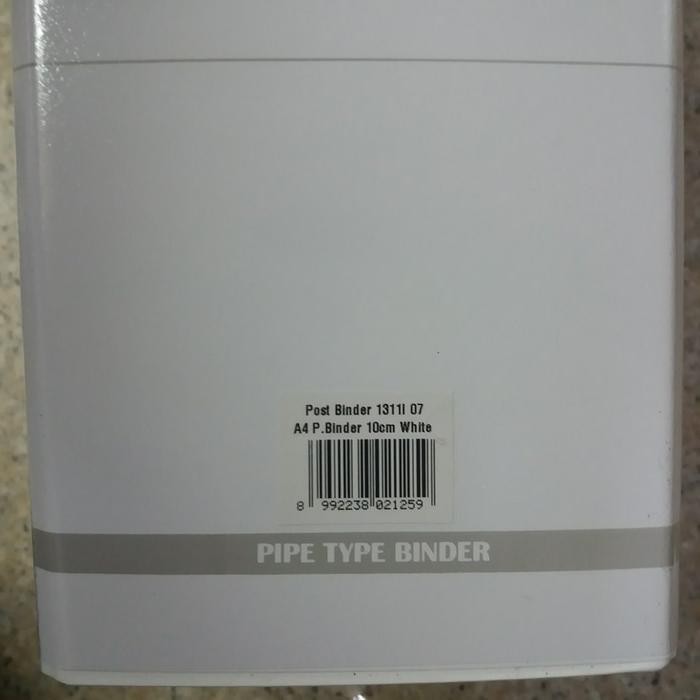 Post Binder 1311I 07
A4 P.Binder 10cm White
8 992238 021259
PIPE TYPE BINDER